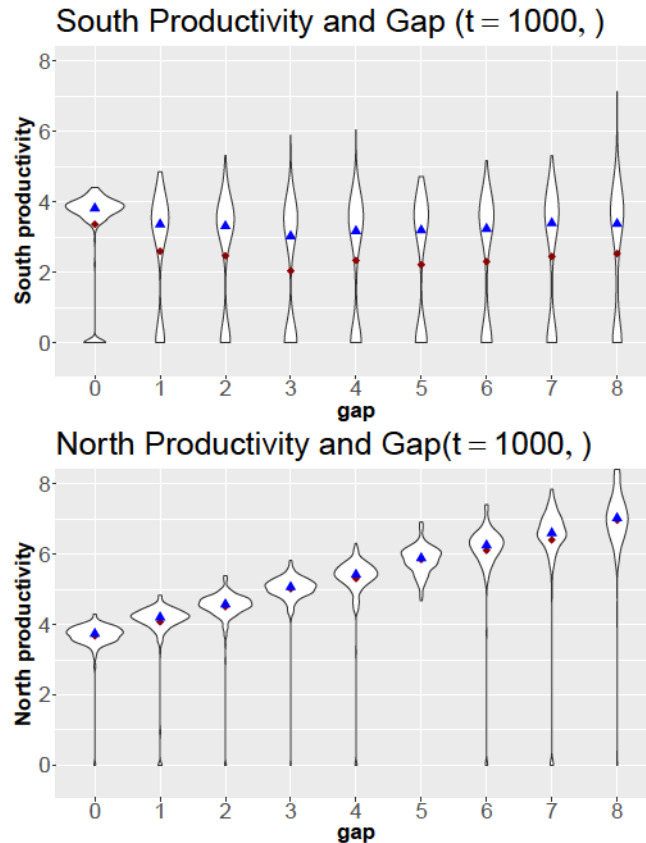 South Productivity and Gap (t = 1000, )
South productivity
8
6
4
2
0
0 1 2 3 4 5 6 7 8
gap
North Productivity and Gap(t = 1000, )
North productivity
8
6
4
2
0
0 1 2 3 4 5 6 7 8
gap